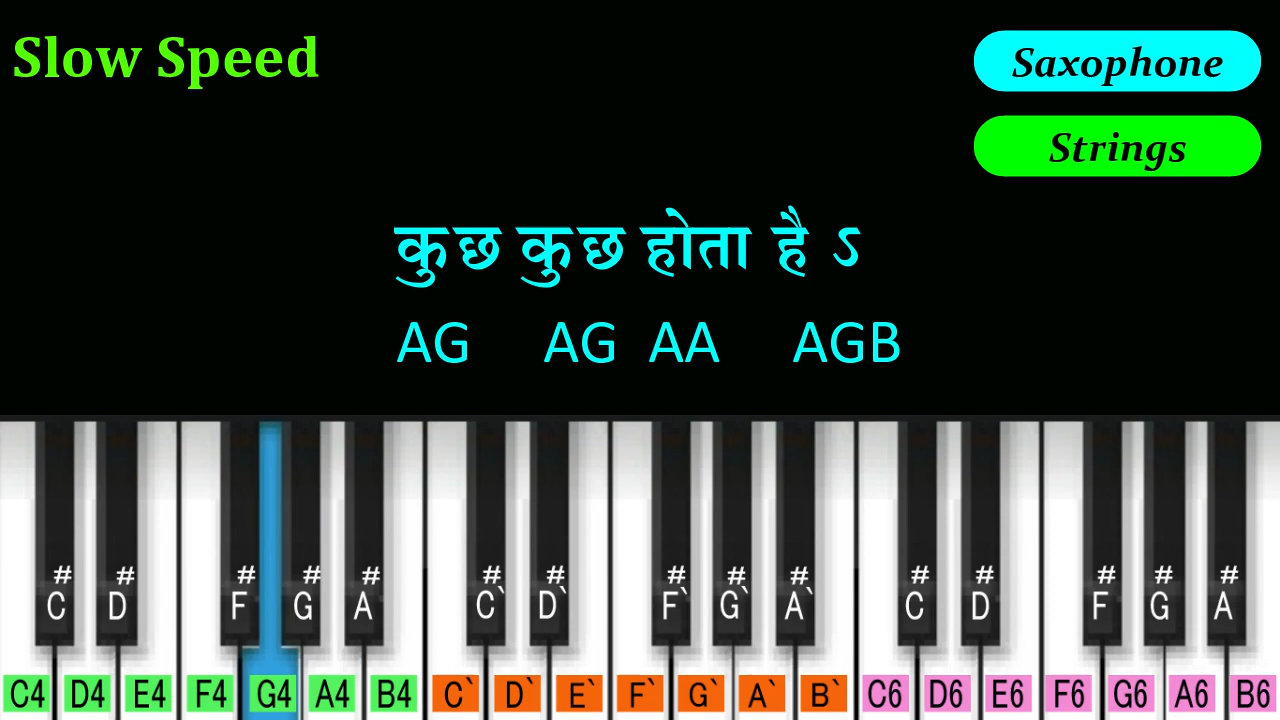 Slow Speed
Saxophone
Strings
कुछ कुछ होता है ऽ
AG AG AA AGB
# # # # # # # # # # # # # # #
C D F G A C` D` F` G` A` C D F G A
C4 D4 E4 F4 G4 A4 B4 C` D` E` F` G` A` B` C6 D6 E6 F6 G6 A6 B6